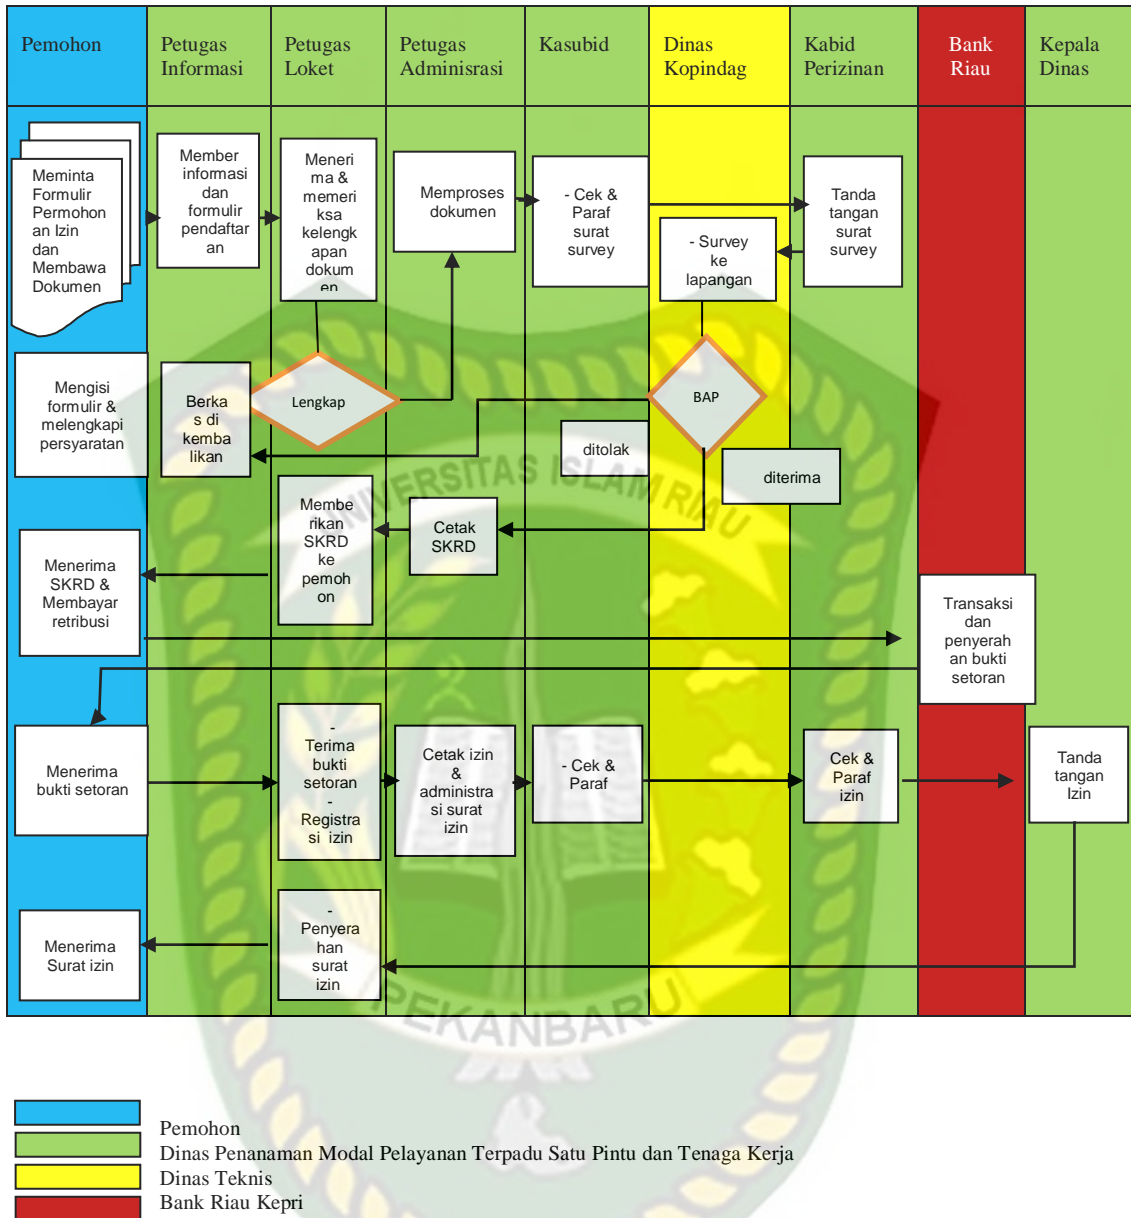 Pemohon
Petugas
Informasi
Petugas
Loket
Petugas
Adminisrasi
Kasubid
Dinas
Kopindag
Kabid
Perizinan
Bank
Riau
Kepala
Dinas
Meminta
Formulir
Permohon
an Izin
dan
Membawa
Dokumen
Member
informasi
dan
formulir
pendaftar
an
Meneri
ma &
memeri
ksa
kelengk
apan
dokum
en
Memproses
dokumen
- Cek &
Paraf
surat
survey
- Survey
ke
lapangan
Tanda
tangan
surat
survey
Mengisi
formulir &
melengkapi
persyaratan
Berka
s di
kemba
likan
Lengkap
BAP
ditolak
diterima
UNIVERSITAS ISLAM RIAU
Membe
rikan
SKRD
ke
pemoh
on
Cetak
SKRD
Menerima
SKRD &
Membayar
retribusi
Transaksi
dan
penyerah
an bukti
setoran
Menerima
bukti setoran
-
Terima
bukti
setoran
-
Registra
si izin
Cetak izin
&
administra
si surat
izin
- Cek &
Paraf
Cek &
Paraf
izin
Tanda
tangan
Izin
Menerima
Surat izin
-
Penyera
han
surat
izin
PEKANBARU
Pemohon
Dinas Penanaman Modal Pelayanan Terpadu Satu Pintu dan Tenaga Kerja
Dinas Teknis
Bank Riau Kepri